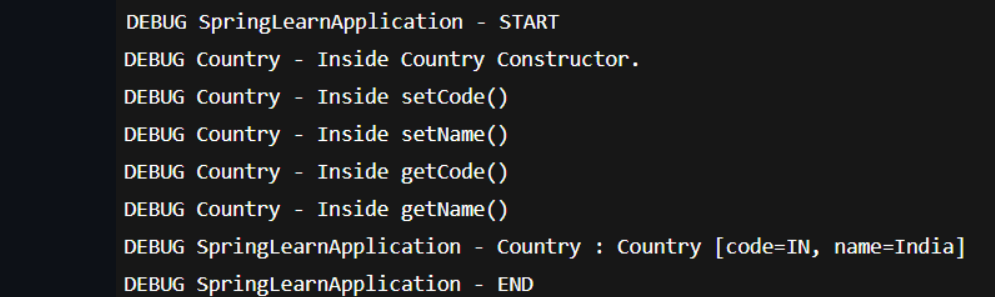 DEBUG SpringLearnApplication - START
DEBUG Country - Inside Country Constructor.
DEBUG Country - Inside setCode()
DEBUG Country - Inside setName()
DEBUG Country - Inside getCode()
DEBUG Country - Inside getName()
DEBUG SpringLearnApplication - Country : Country [code=IN, name=India]
DEBUG SpringLearnApplication - END